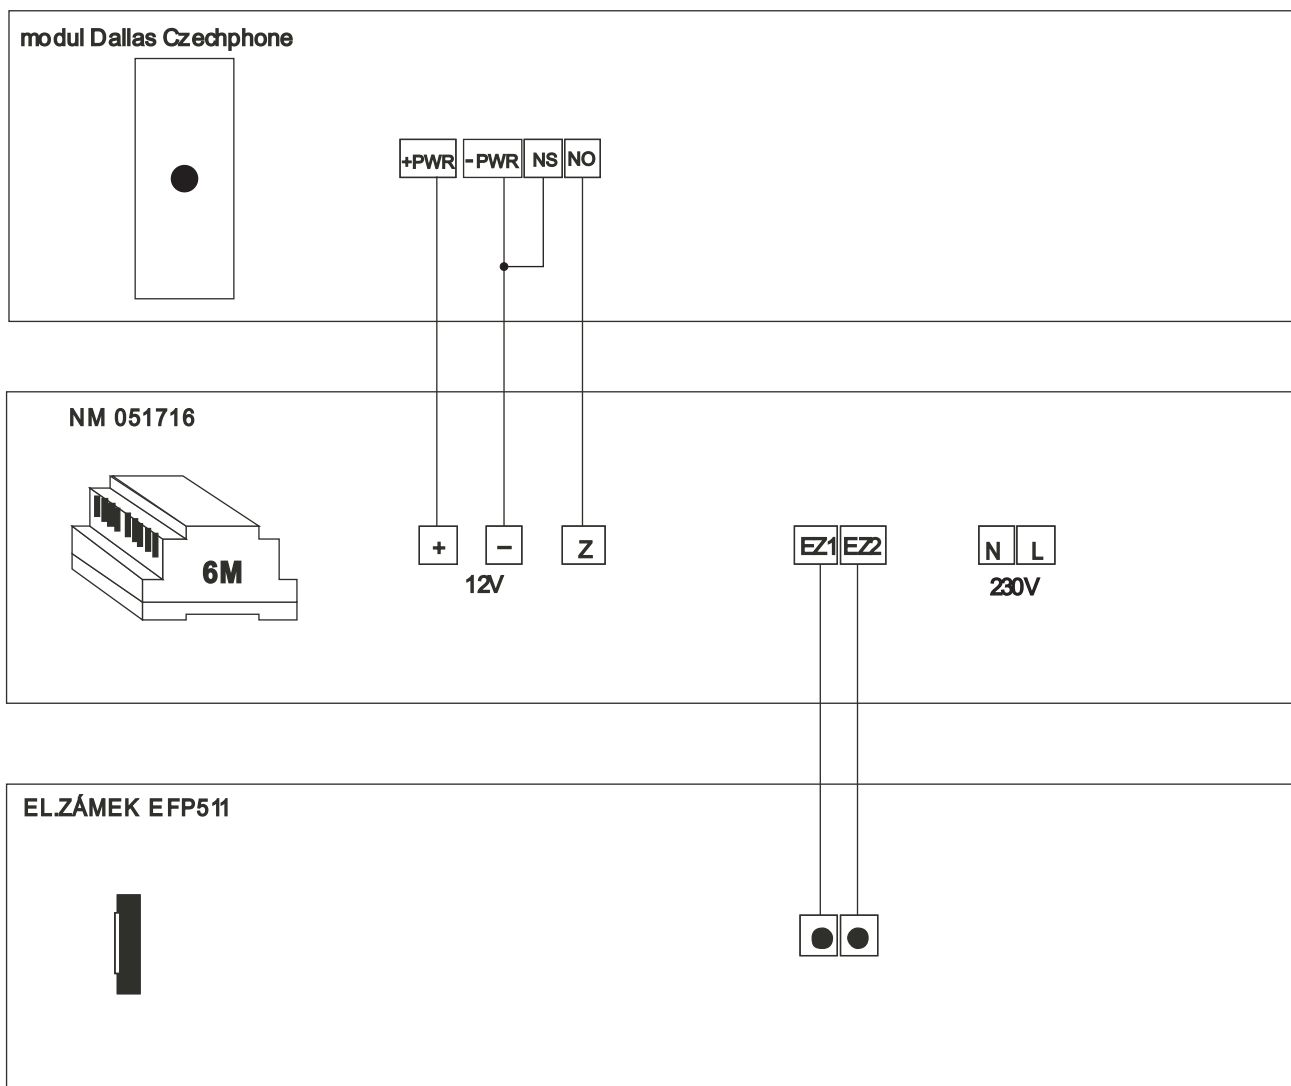 modul Dallas Czechphone
+PWR -PWR NS NO
NM 051716
6M
+ – Z EZ1 EZ2 N L
12V 230V
EL.ZÁMEK EFP511